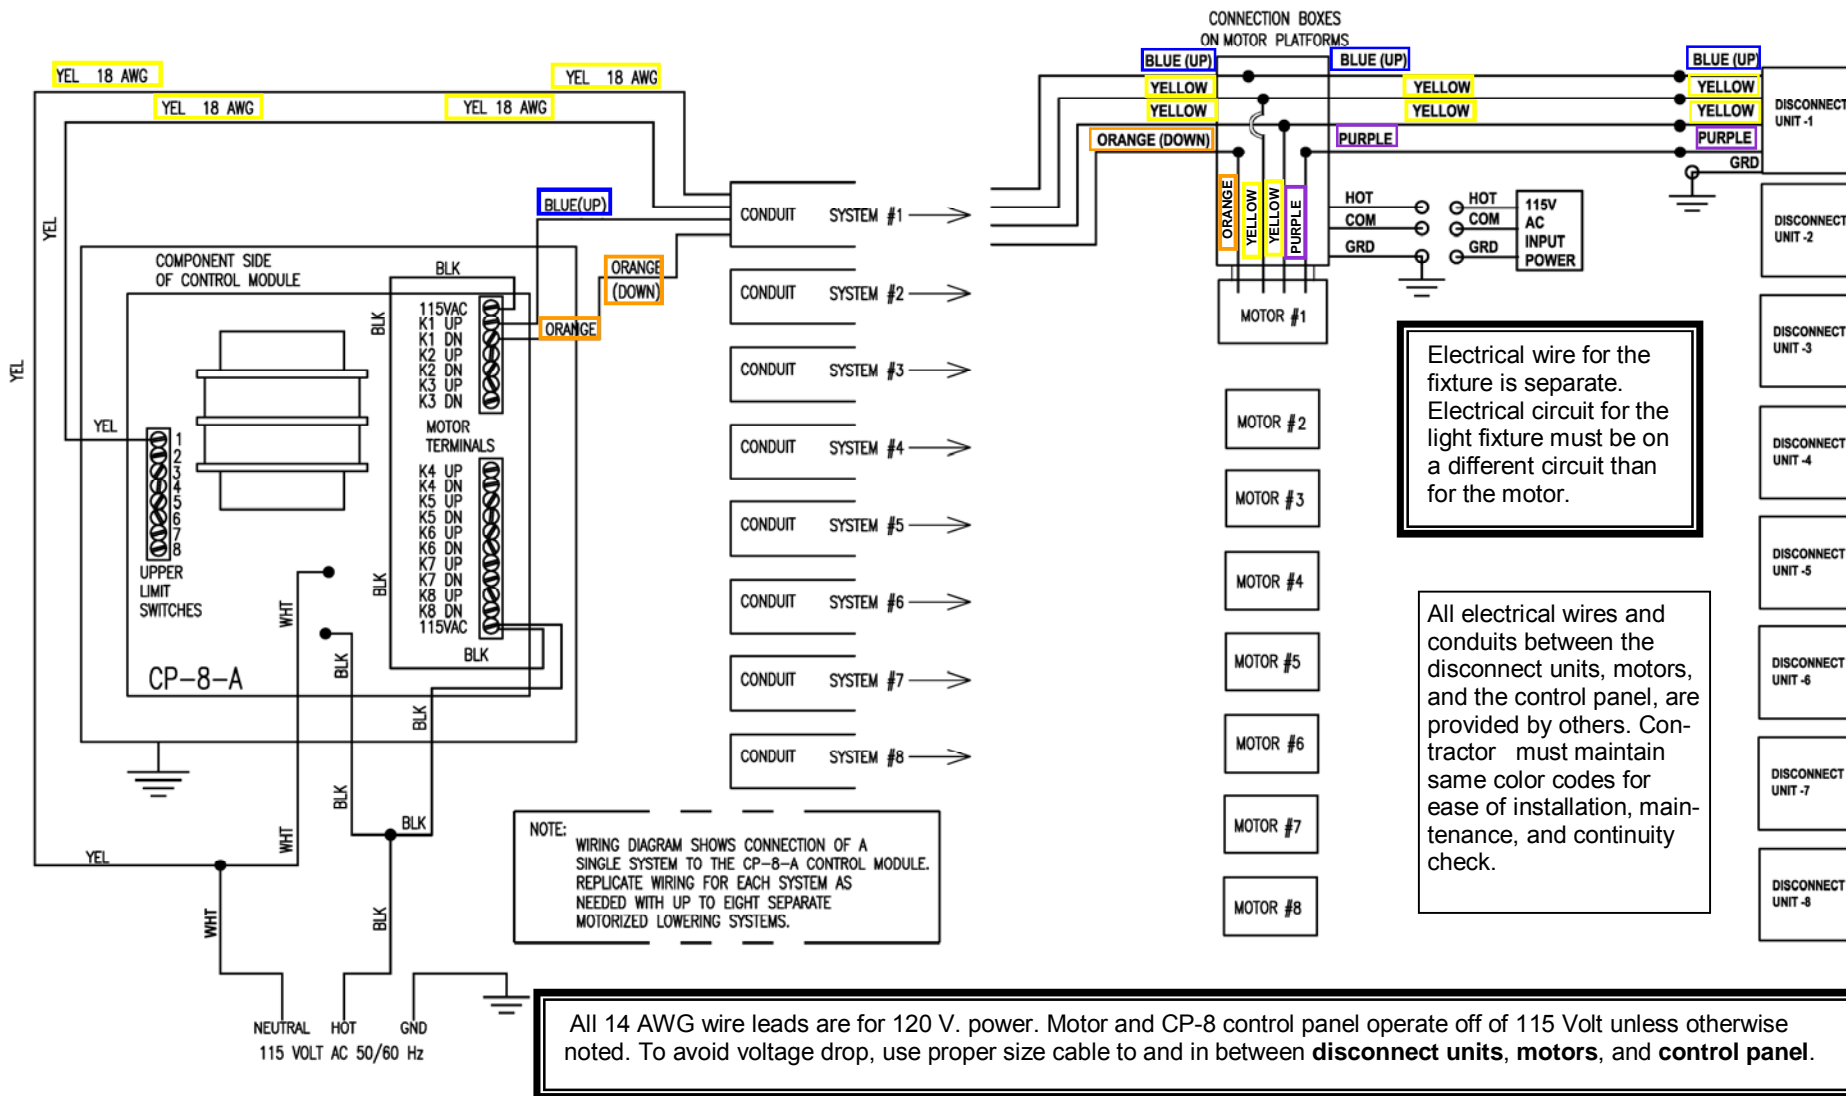 CONNECTION BOXES
ON MOTOR PLATFORMS
YEL 18 AWG
YEL 18 AWG
YEL 18 AWG
YEL 18 AWG
BLUE (UP)
YELLOW
YELLOW
ORANGE (DOWN)
BLUE (UP)
YELLOW
YELLOW
PURPLE
BLUE (UP)
YELLOW
YELLOW
PURPLE
GRD
ORANGE
YELLOW
YELLOW
PURPLE
HOT
COM
GRD
HOT
COM
GRD
115V
AC
INPUT
POWER
YEL
YEL
BLUE(UP)
ORANGE
(DOWN)
ORANGE
COMPONENT SIDE
OF CONTROL MODULE
BLK
BLK
115VAC
K1 UP
K1 DN
K2 UP
K2 DN
K3 UP
K3 DN
MOTOR
TERMINALS
K4 UP
K4 DN
K5 UP
K5 DN
K6 UP
K6 DN
K7 UP
K7 DN
K8 UP
K8 DN
115VAC
BLK
BLK
YEL
1
2
3
4
5
6
7
8
UPPER
LIMIT
SWITCHES
WHT
BLK
CP-8-A
BLK
BLK
WHT
BLK
YEL
WHT
BLK
NEUTRAL HOT GND
115 VOLT AC 50/60 Hz
CONDUIT SYSTEM #1
CONDUIT SYSTEM #2
CONDUIT SYSTEM #3
CONDUIT SYSTEM #4
CONDUIT SYSTEM #5
CONDUIT SYSTEM #6
CONDUIT SYSTEM #7
CONDUIT SYSTEM #8
MOTOR #1
MOTOR #2
MOTOR #3
MOTOR #4
MOTOR #5
MOTOR #6
MOTOR #7
MOTOR #8
DISCONNECT
UNIT -1
DISCONNECT
UNIT -2
DISCONNECT
UNIT -3
DISCONNECT
UNIT -4
DISCONNECT
UNIT -5
DISCONNECT
UNIT -6
DISCONNECT
UNIT -7
DISCONNECT
UNIT -8
Electrical wire for the
fixture is separate.
Electrical circuit for the
light fixture must be on
a different circuit than
for the motor.
All electrical wires and
conduits between the
disconnect units, motors,
and the control panel, are
provided by others. Con-
tractor must maintain
same color codes for
ease of installation, main-
tenance, and continuity
check.
NOTE:
WIRING DIAGRAM SHOWS CONNECTION OF A
SINGLE SYSTEM TO THE CP-8-A CONTROL MODULE.
REPLICATE WIRING FOR EACH SYSTEM AS
NEEDED WITH UP TO EIGHT SEPARATE
MOTORIZED LOWERING SYSTEMS.
All 14 AWG wire leads are for 120 V. power. Motor and CP-8 control panel operate off of 115 Volt unless otherwise
noted. To avoid voltage drop, use proper size cable to and in between disconnect units, motors, and control panel.